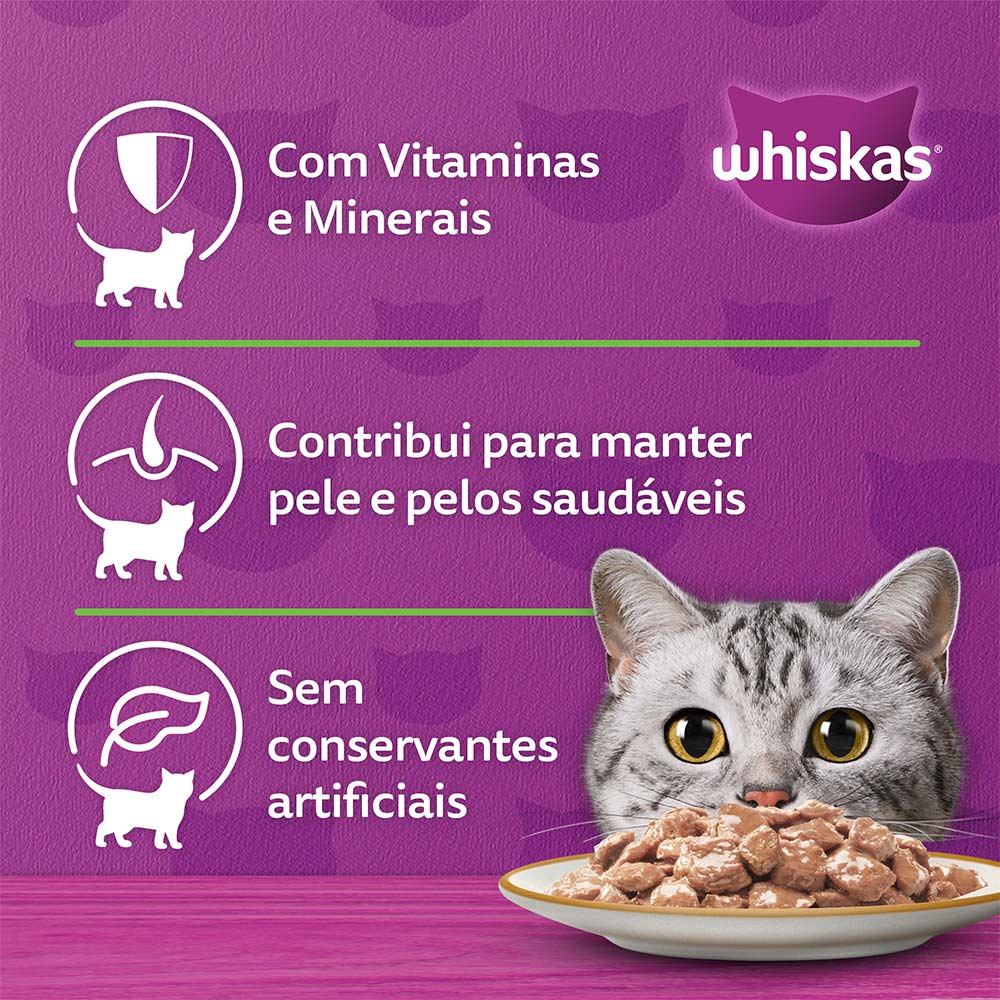 Com Vitaminas
e Minerais
whiskas®
Contribui para manter
pele e pelos saudáveis
Sem
conservantes
artificiais